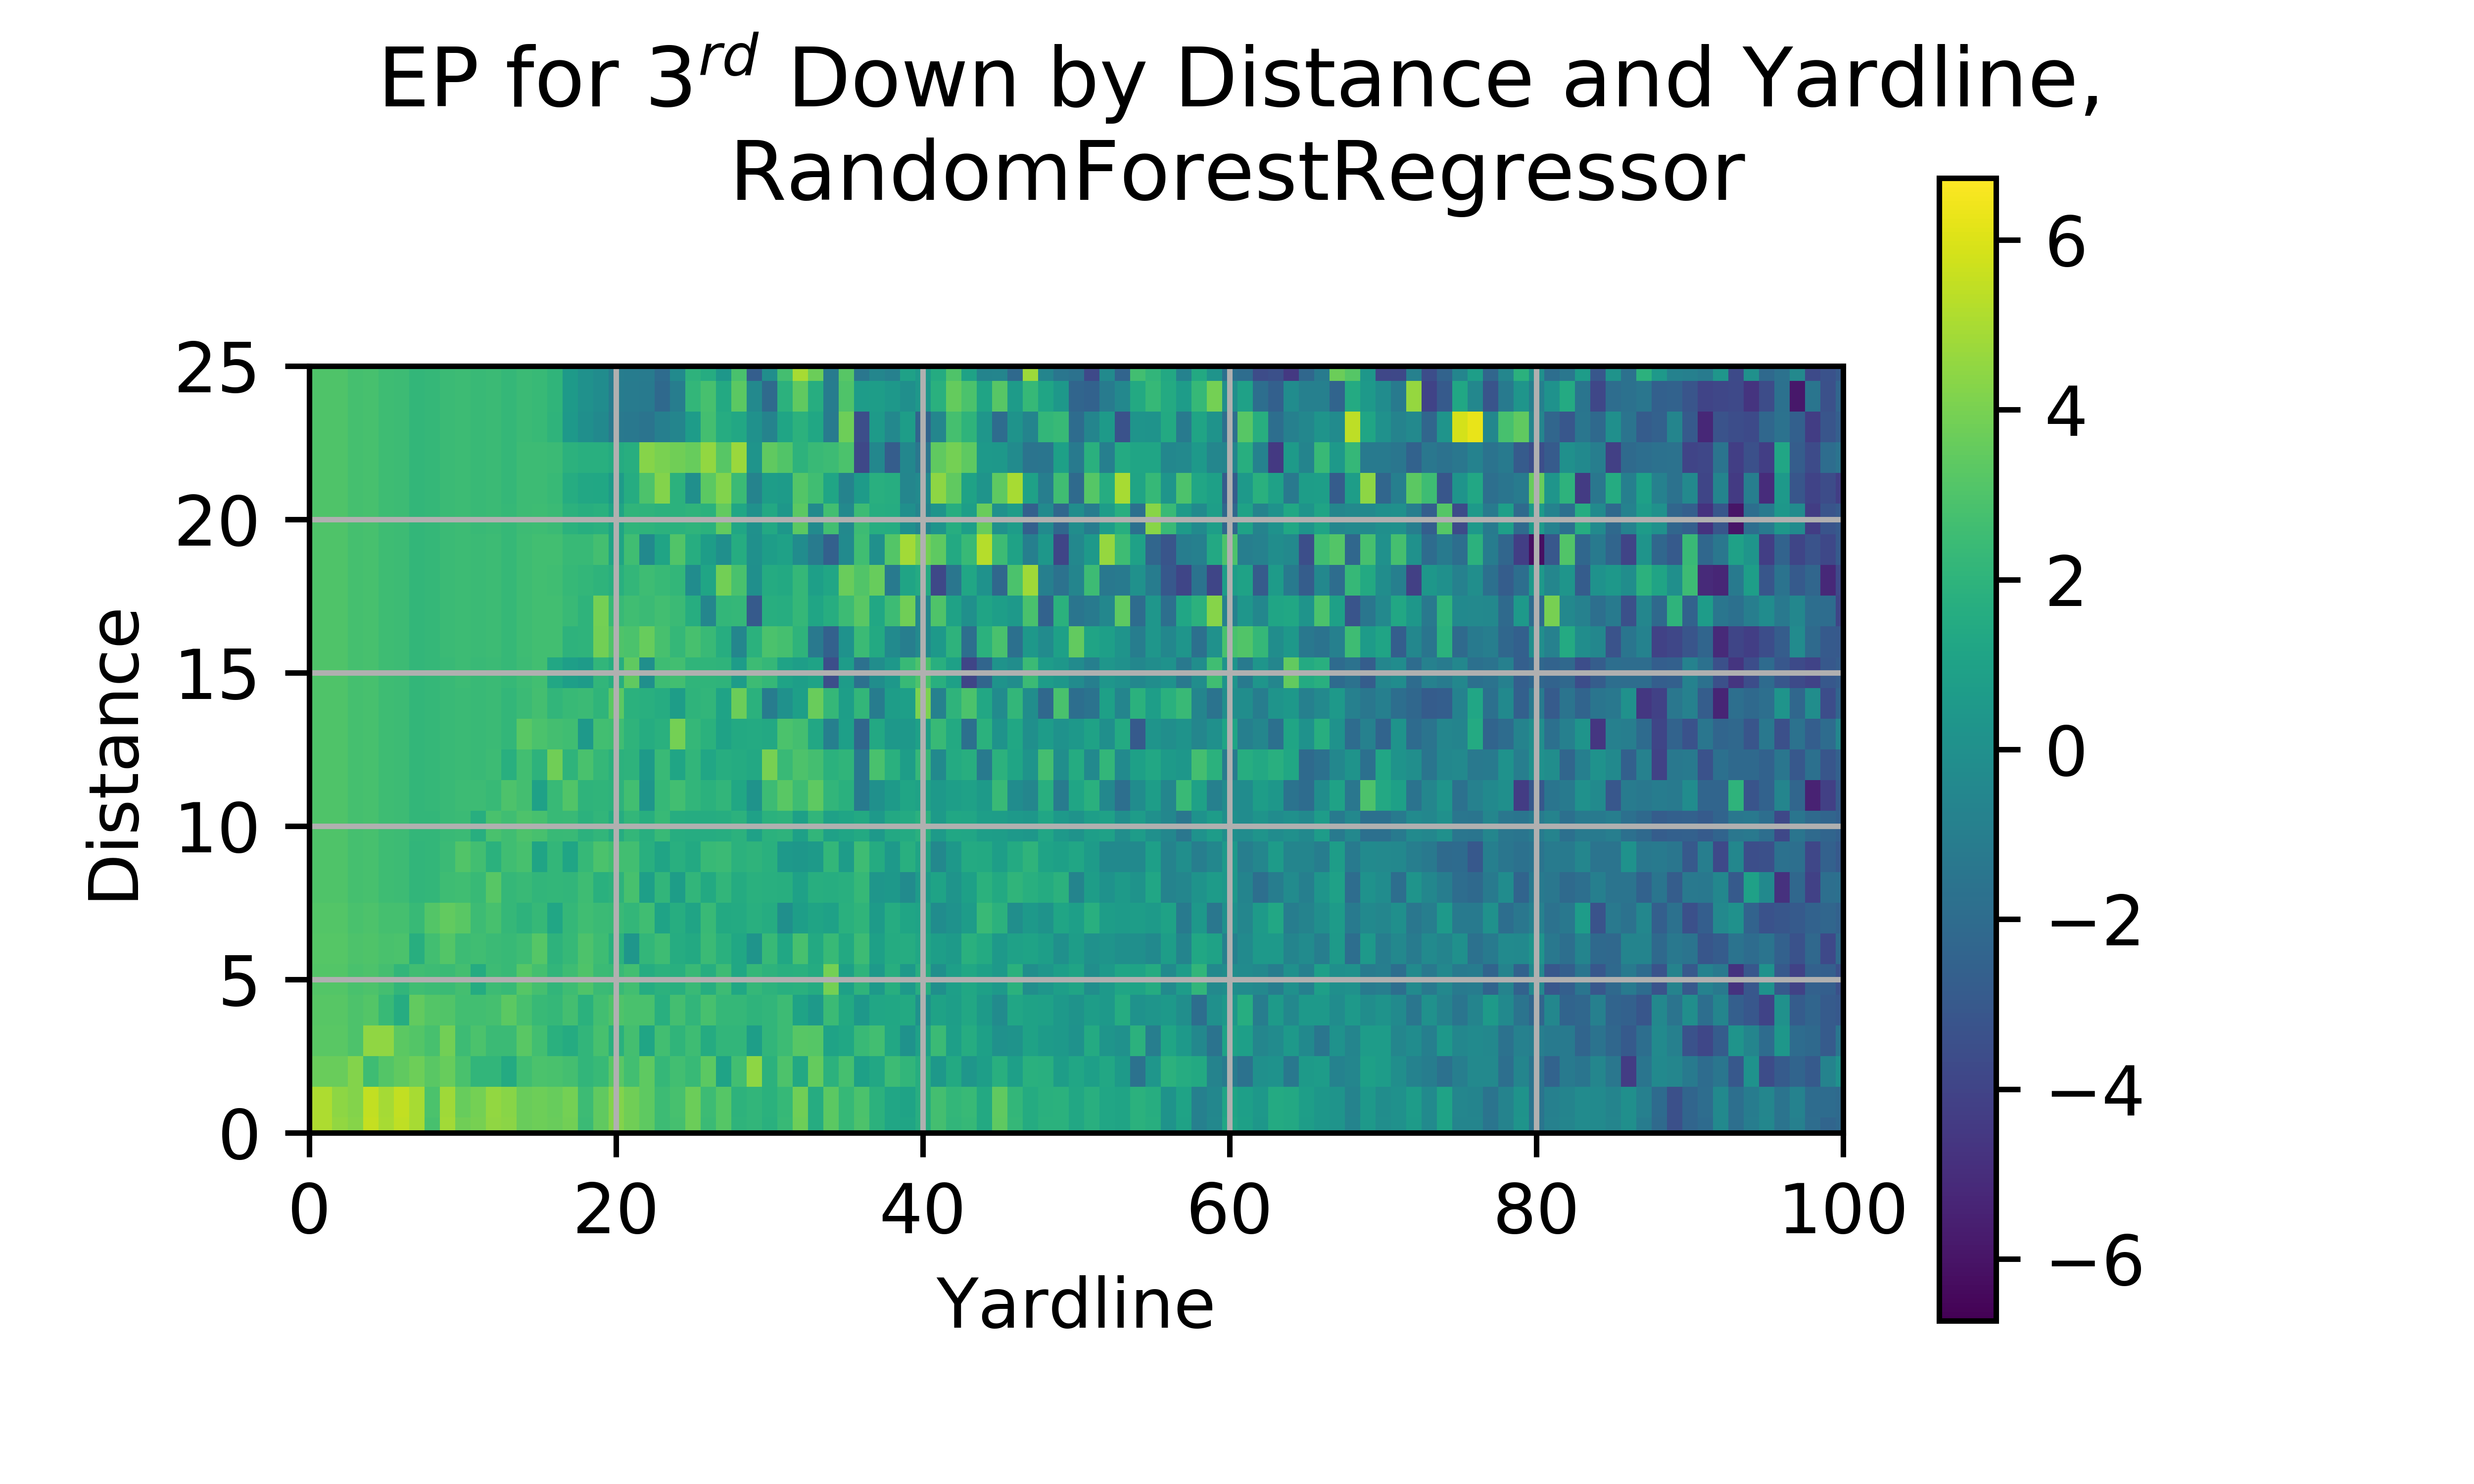 EP for 3rd Down by Distance and Yardline,
RandomForestRegressor
25
20
15
10
5
0
Distance
0 20 40 60 80 100
Yardline
6
4
2
0
−2
−4
−6